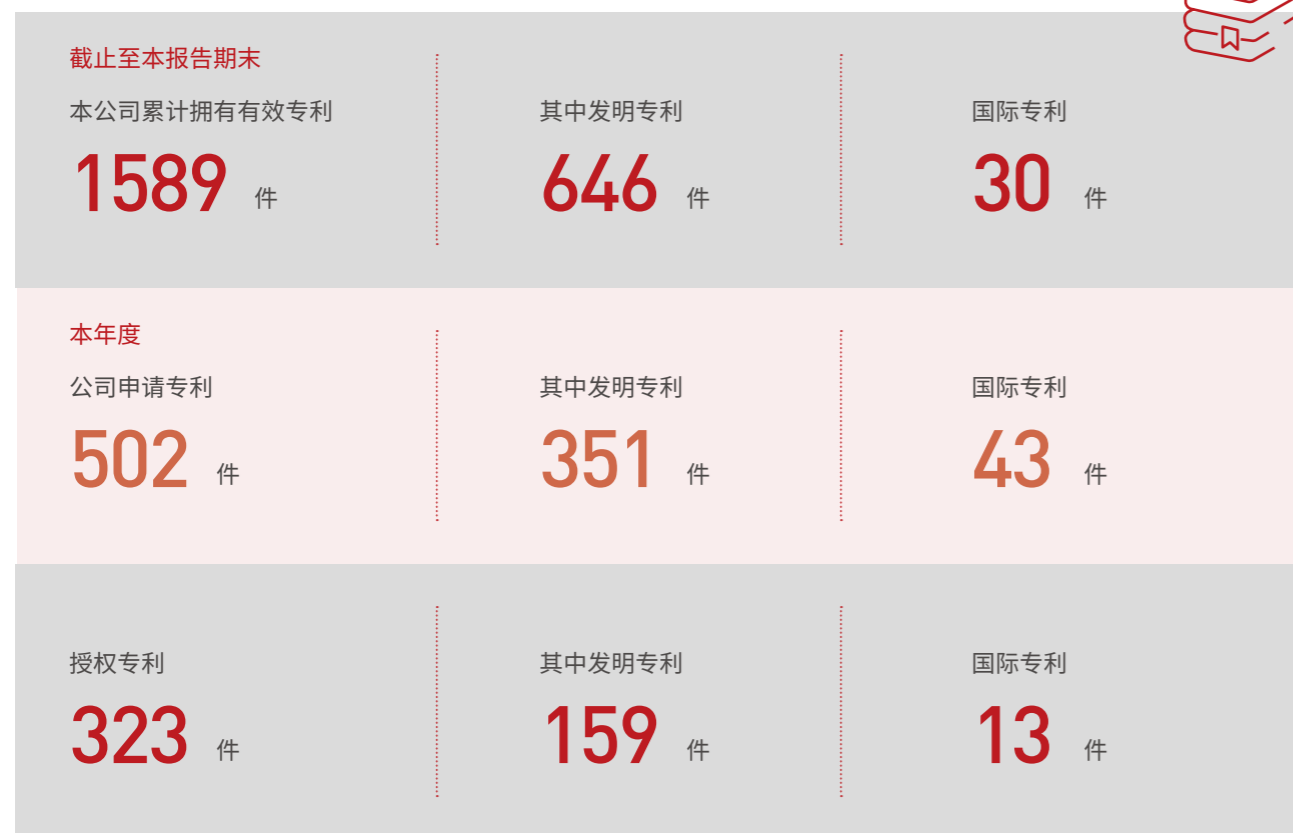 截止至本报告期末
本公司累计拥有有效专利
1589 件
其中发明专利
646 件
国际专利
30 件
本年度
公司申请专利
502 件
其中发明专利
351 件
国际专利
43 件
授权专利
323 件
其中发明专利
159 件
国际专利
13 件